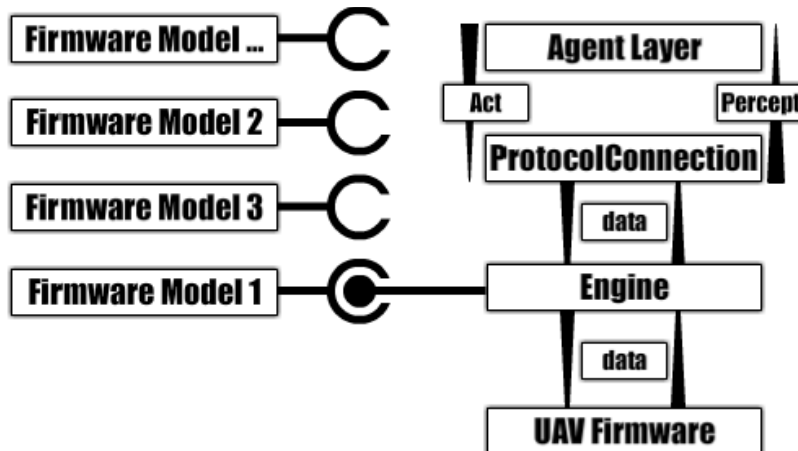 Firmware Model ...
Firmware Model 2
Firmware Model 3
Firmware Model 1
Agent Layer
Act
Percept
ProtocolConnection
data
Engine
data
UAV Firmware